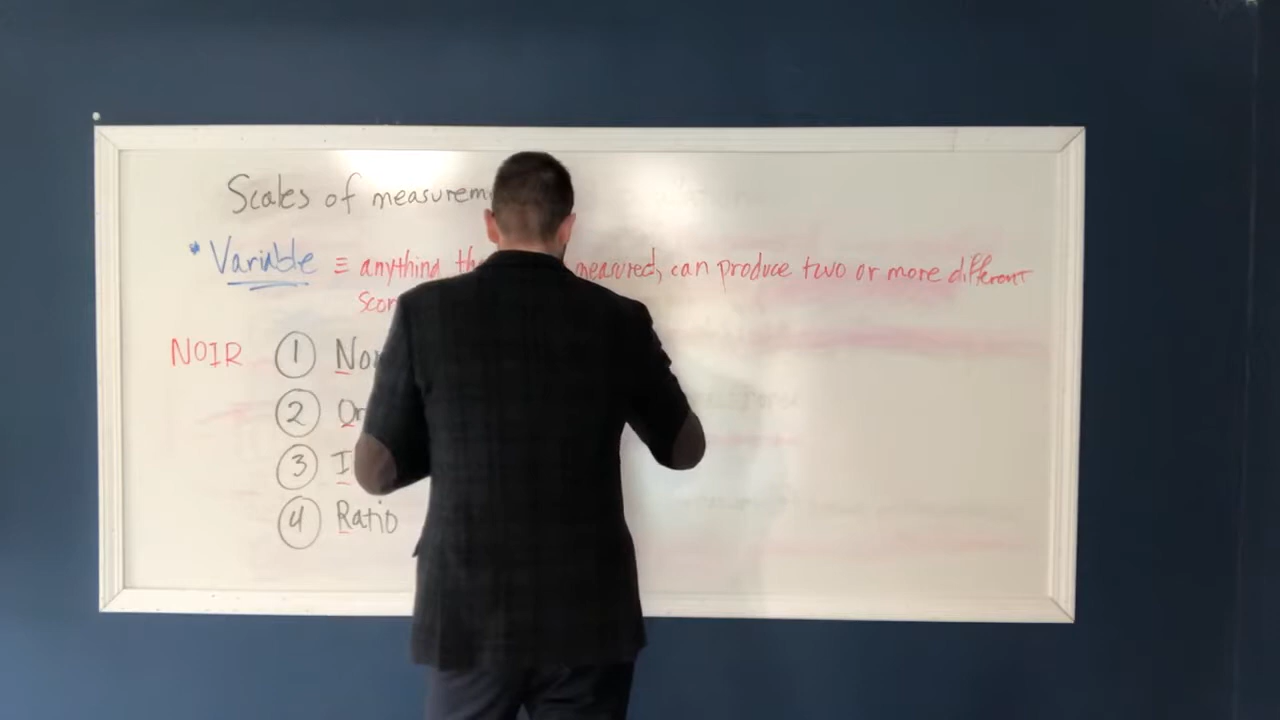 Scales of measurem
* Variable ≡ anything th measured, can produce two or more different
scor
NOIR ① No
② Or
③ I
④ Ratio